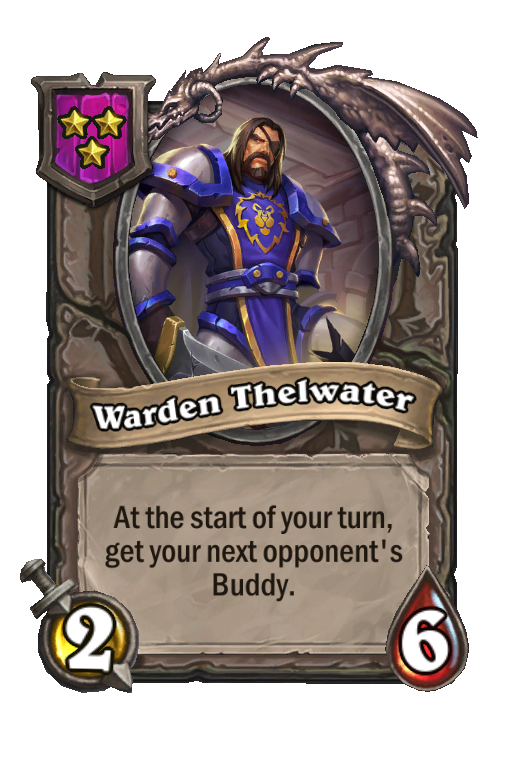 Warden Thelwater
At the start of your turn,
get your next opponent's
Buddy.
2
6